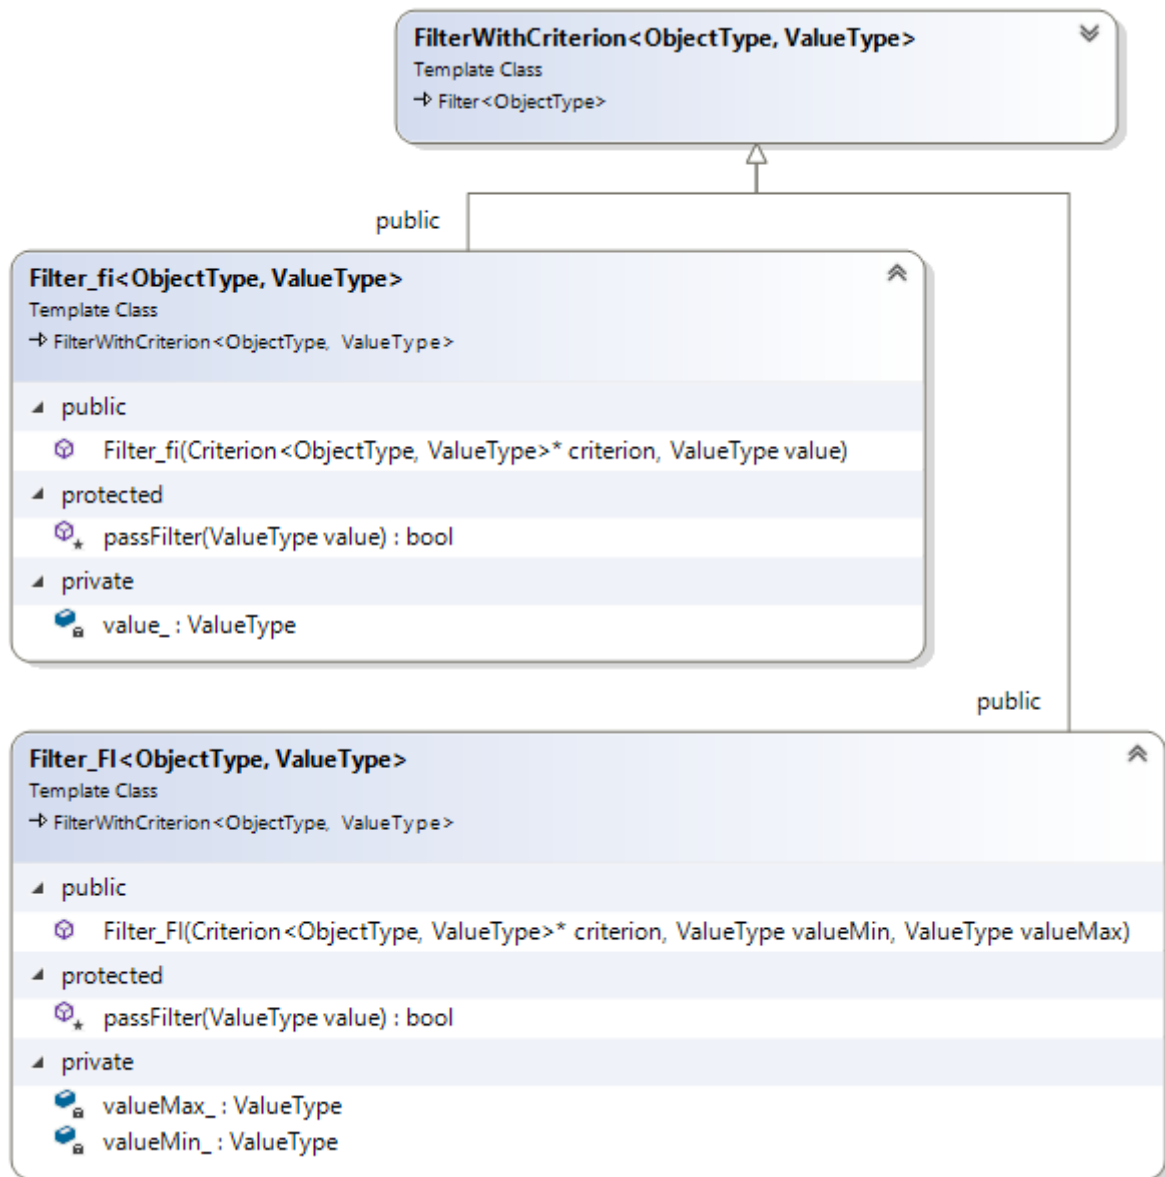 FilterWithCriterion<ObjectType, ValueType>
Template Class
Filter<ObjectType>
public
Filter_fi<ObjectType, ValueType>
Template Class
FilterWithCriterion<ObjectType, ValueType>
public
Filter_fi(Criterion<ObjectType, ValueType>* criterion, ValueType value)
protected
passFilter(ValueType value) : bool
private
value_ : ValueType
public
Filter_FI<ObjectType, ValueType>
Template Class
FilterWithCriterion<ObjectType, ValueType>
public
Filter_FI(Criterion<ObjectType, ValueType>* criterion, ValueType valueMin, ValueType valueMax)
protected
passFilter(ValueType value) : bool
private
valueMax_ : ValueType
valueMin_ : ValueType